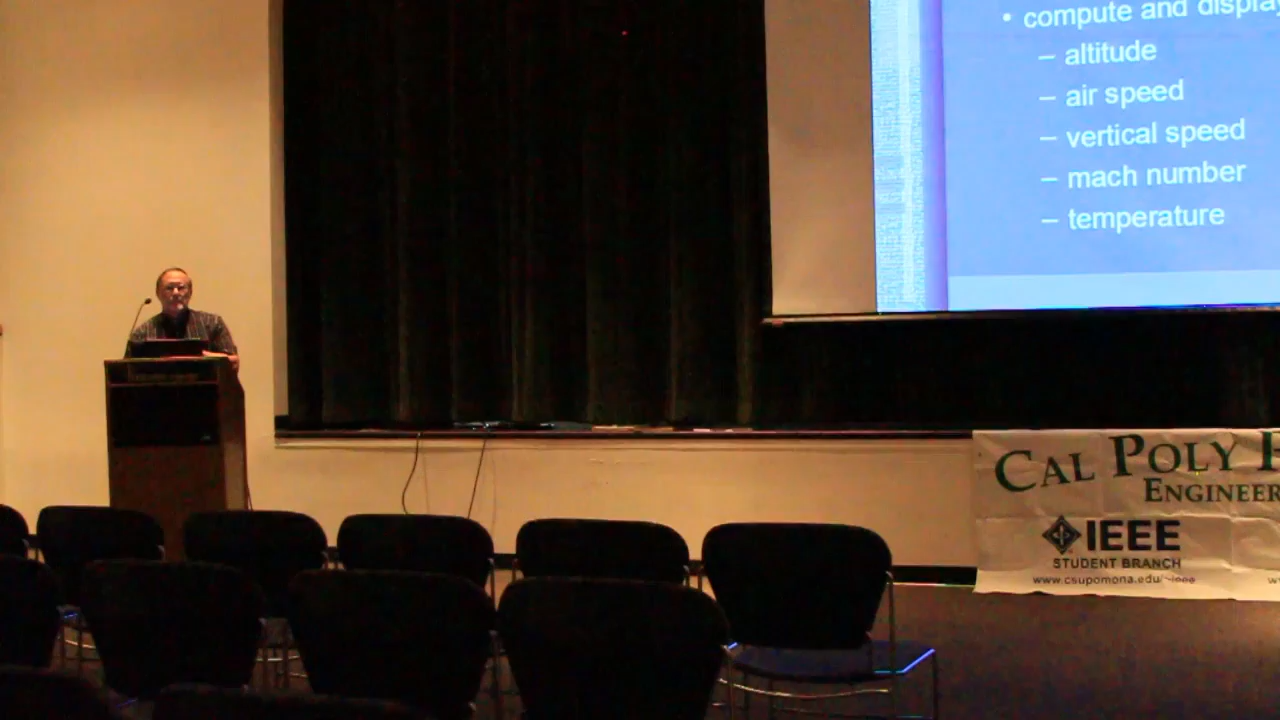 • compute and display
– altitude
– air speed
– vertical speed
– mach number
– temperature
CAL POLY
ENGINEER
IEEE
STUDENT BRANCH
www.csupomona.edu/~ieee